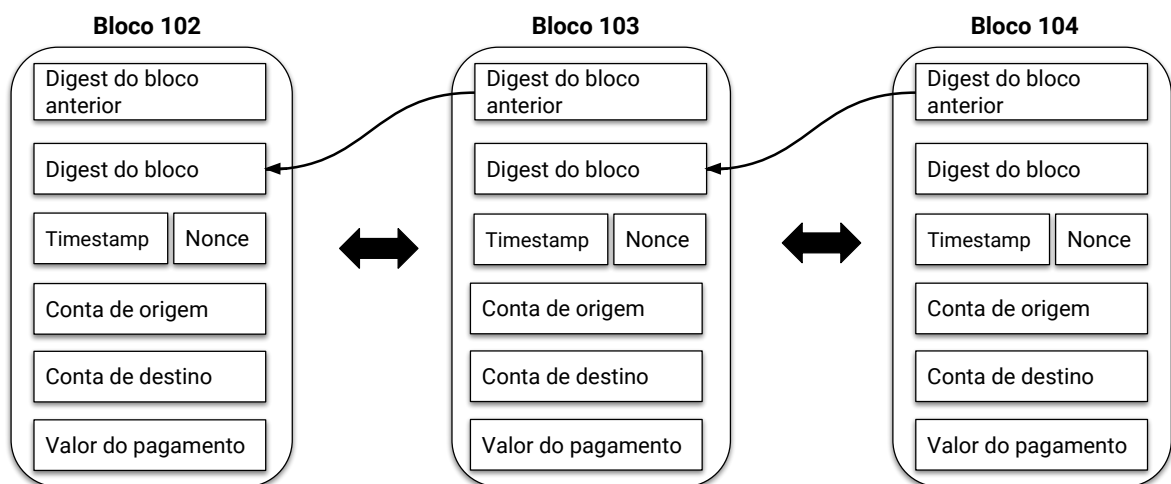 Bloco 102
Digest do bloco
anterior
Digest do bloco
Timestamp
Nonce
Conta de origem
Conta de destino
Valor do pagamento
Bloco 103
Digest do bloco
anterior
Digest do bloco
Timestamp
Nonce
Conta de origem
Conta de destino
Valor do pagamento
Bloco 104
Digest do bloco
anterior
Digest do bloco
Timestamp
Nonce
Conta de origem
Conta de destino
Valor do pagamento